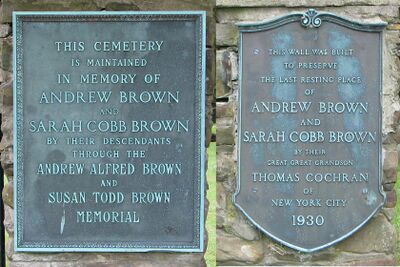 THIS CEMETERY
IS MAINTAINED
IN MEMORY OF
ANDREW BROWN
AND
SARAH COBB BROWN
BY THEIR DESCENDANTS
THROUGH THE
ANDREW ALFRED BROWN
AND
SUSAN TODD BROWN
MEMORIAL
THIS WALL WAS BUILT
TO PRESERVE
THE LAST RESTING PLACE
OF
ANDREW BROWN
AND
SARAH COBB BROWN
BY THEIR
GREAT GREAT GRANDSON
THOMAS COCHRAN
OF
NEW YORK CITY
1930